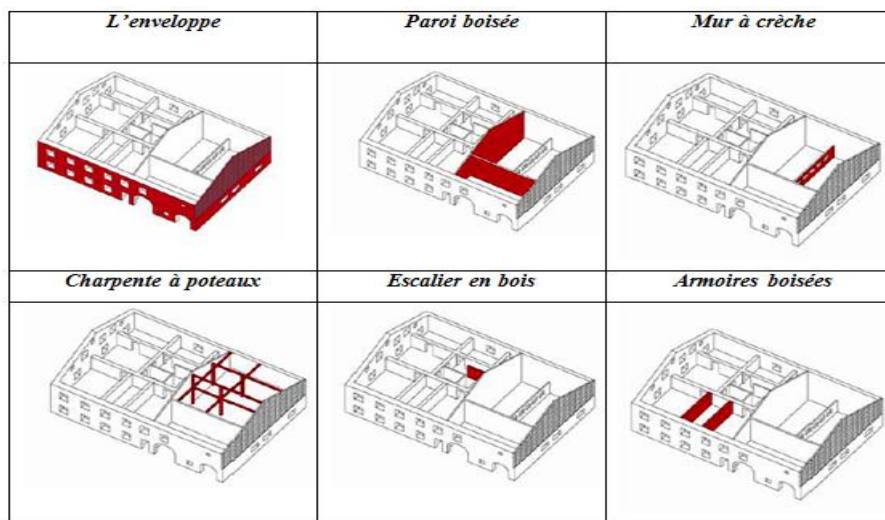 L'enveloppe
Paroi boisée
Mur à crèche
Charpente à poteaux
Escalier en bois
Armoires boisées